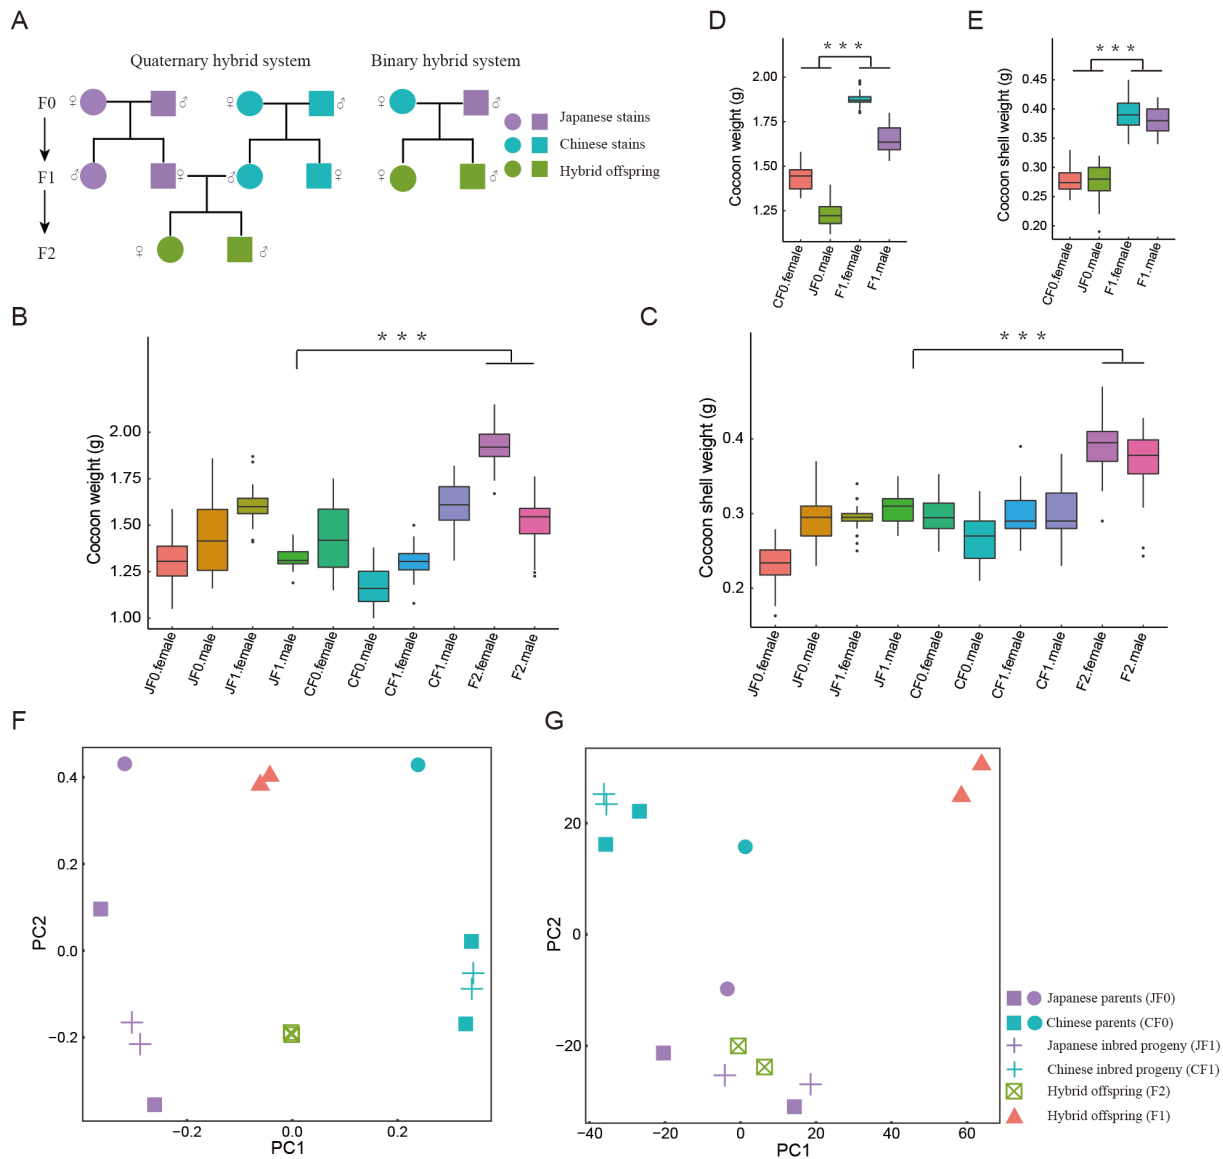 A
Quaternary hybrid system
Binary hybrid system
F0
♀
♂
♀
♂
♀
♂
Japanese stains
Chinese stains
Hybrid offspring
F1
♂
♀
♂
♀
♀
♂
F2
♀
♂
D
* * *
Cocoon weight (g)
2.00
1.75
1.50
1.25
CF0.female
JF0.male
F1.female
F1.male
E
* * *
Cocoon shell weight (g)
0.45
0.40
0.35
0.30
0.25
0.20
CF0.female
JF0.male
F1.female
F1.male
B
* * *
Cocoon weight (g)
2.00
1.75
1.50
1.25
1.00
JF0.female
JF0.male
JF1.female
JF1.male
CF0.female
CF0.male
CF1.female
CF1.male
F2.female
F2.male
C
* * *
Cocoon shell weight (g)
0.4
0.3
0.2
JF0.female
JF0.male
JF1.female
JF1.male
CF0.female
CF0.male
CF1.female
CF1.male
F2.female
F2.male
F
PC2
0.4
0.2
0.0
−0.2
−0.2
0.0
0.2
PC1
G
PC2
20
0
−20
−40
−20
0
20
40
60
PC1
Japanese parents (JF0)
Chinese parents (CF0)
Japanese inbred progeny (JF1)
Chinese inbred progeny (CF1)
Hybrid offspring (F2)
Hybrid offspring (F1)